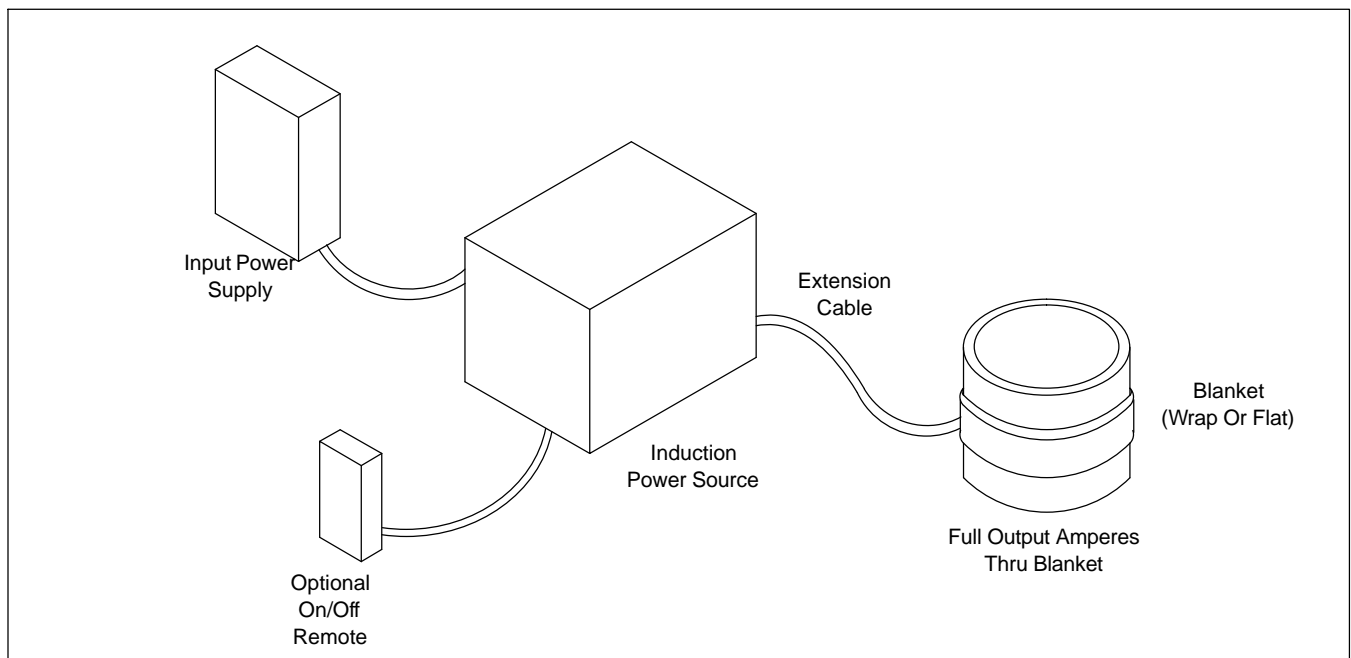 Input Power
Supply
Extension
Cable
Blanket
(Wrap Or Flat)
Induction
Power Source
Full Output Amperes
Thru Blanket
Optional
On/Off
Remote